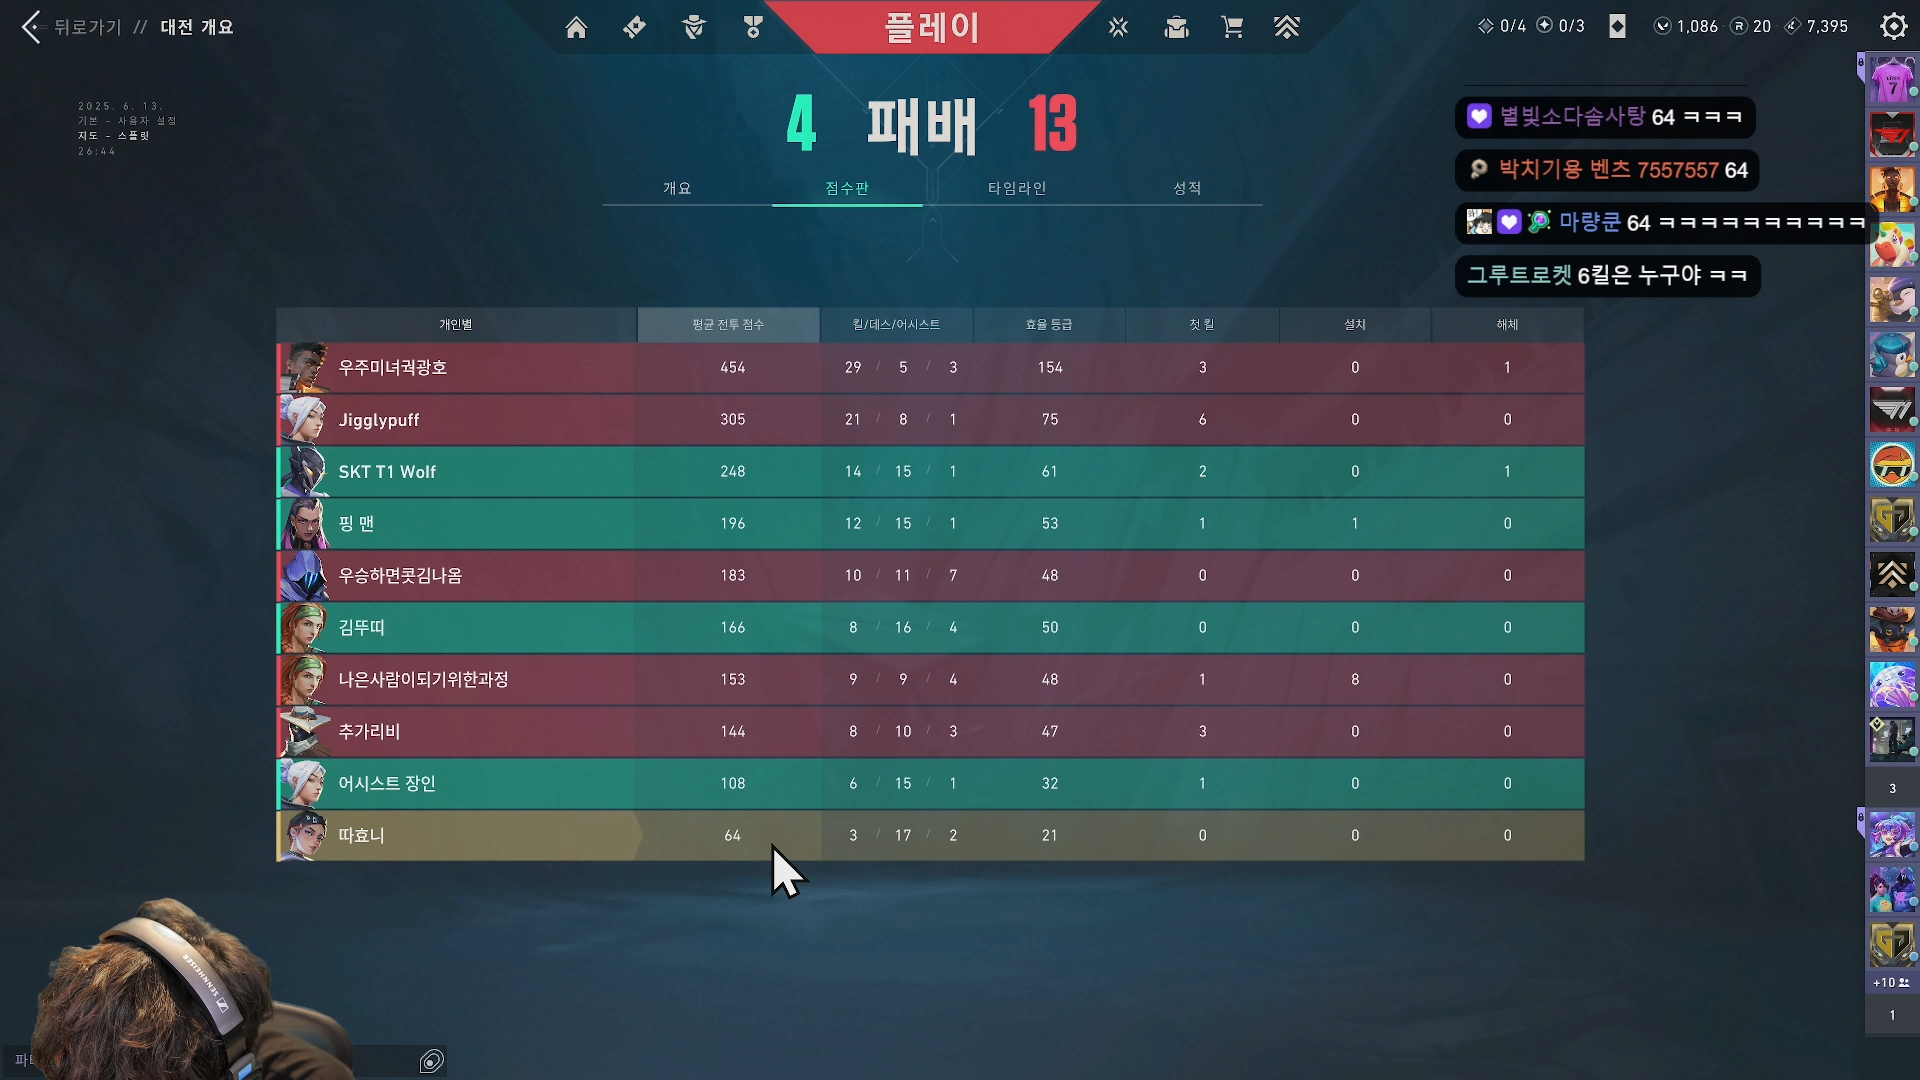 뒤로가기 // 대전 개요
플레이
0/4 0/3 1,086 R 20 7,395
2025. 6. 13.
기본 - 사용자 설정
지도 - 스플릿
26:44
4 패배 13
개요 점수판 타임라인 성적
별빛소다솜사탕 64 ㅋㅋㅋ
박치기용 벤츠 7557557 64
마량쿤 64 ㅋㅋㅋㅋㅋㅋㅋㅋㅋㅋ
그루트로켓 6킬은 누구야 ㅋㅋ
개인별 평균 전투 점수 킬/데스/어시스트 효율 등급 첫 킬 설치 해체
우주미녀궉광호 454 29 / 5 / 3 154 3 0 1
Jigglypuff 305 21 / 8 / 1 75 6 0 0
SKT T1 Wolf 248 14 / 15 / 1 61 2 0 1
핑 맨 196 12 / 15 / 1 53 1 1 0
우승하면콧김나옴 183 10 / 11 / 7 48 0 0 0
김뚜띠 166 8 / 16 / 4 50 0 0 0
나은사람이되기위한과정 153 9 / 9 / 4 48 1 8 0
추가리비 144 8 / 10 / 3 47 3 0 0
어시스트 장인 108 6 / 15 / 1 32 1 0 0
따효니 64 3 / 17 / 2 21 0 0 0
3
+10
1
SENNHEISER